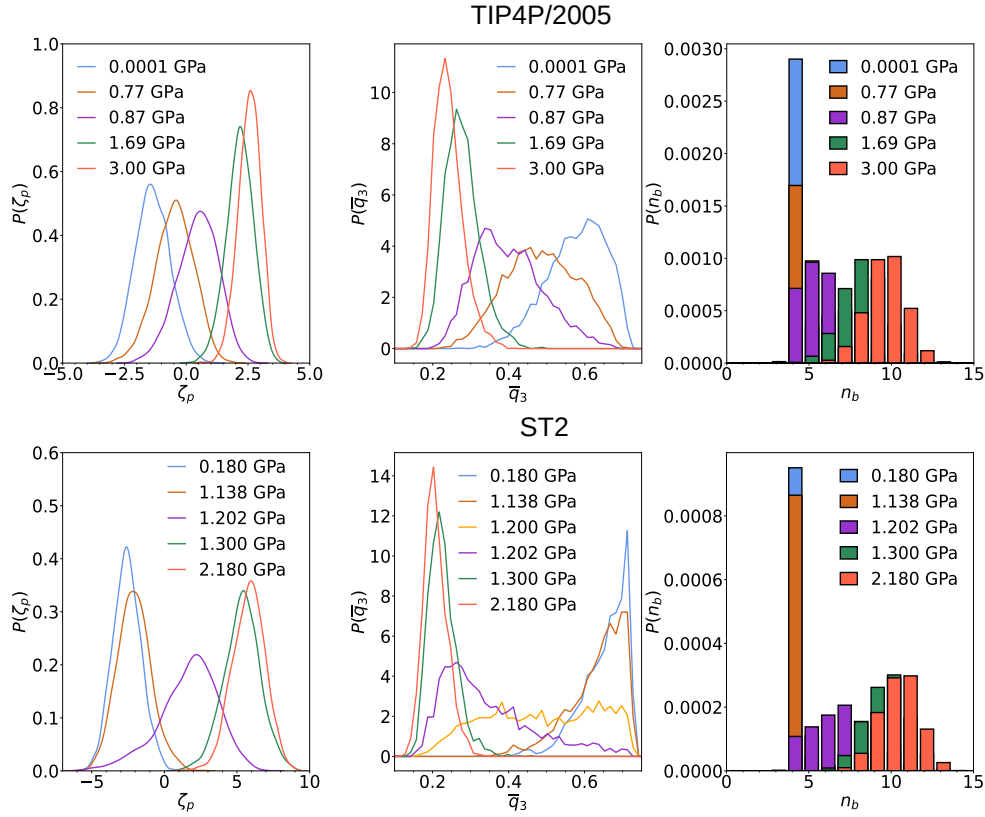 TIP4P/2005
1.0
0.8
0.6
0.4
0.2
0.0
P(ζp)
0.0001 GPa
0.77 GPa
0.87 GPa
1.69 GPa
3.00 GPa
−5.0 −2.5 0.0 2.5 5.0
ζp
10
8
6
4
2
0
P(q̅3)
0.0001 GPa
0.77 GPa
0.87 GPa
1.69 GPa
3.00 GPa
0.2 0.4 0.6
q̅3
0.0030
0.0025
0.0020
0.0015
0.0010
0.0005
0.0000
P(nb)
0.0001 GPa
0.77 GPa
0.87 GPa
1.69 GPa
3.00 GPa
0 5 10 15
nb
ST2
0.6
0.5
0.4
0.3
0.2
0.1
0.0
P(ζp)
0.180 GPa
1.138 GPa
1.202 GPa
1.300 GPa
2.180 GPa
−5 0 5 10
ζp
14
12
10
8
6
4
2
0
P(q̅3)
0.180 GPa
1.138 GPa
1.200 GPa
1.202 GPa
1.300 GPa
2.180 GPa
0.2 0.4 0.6
q̅3
0.0008
0.0006
0.0004
0.0002
0.0000
P(nb)
0.180 GPa
1.138 GPa
1.202 GPa
1.300 GPa
2.180 GPa
0 5 10 15
nb